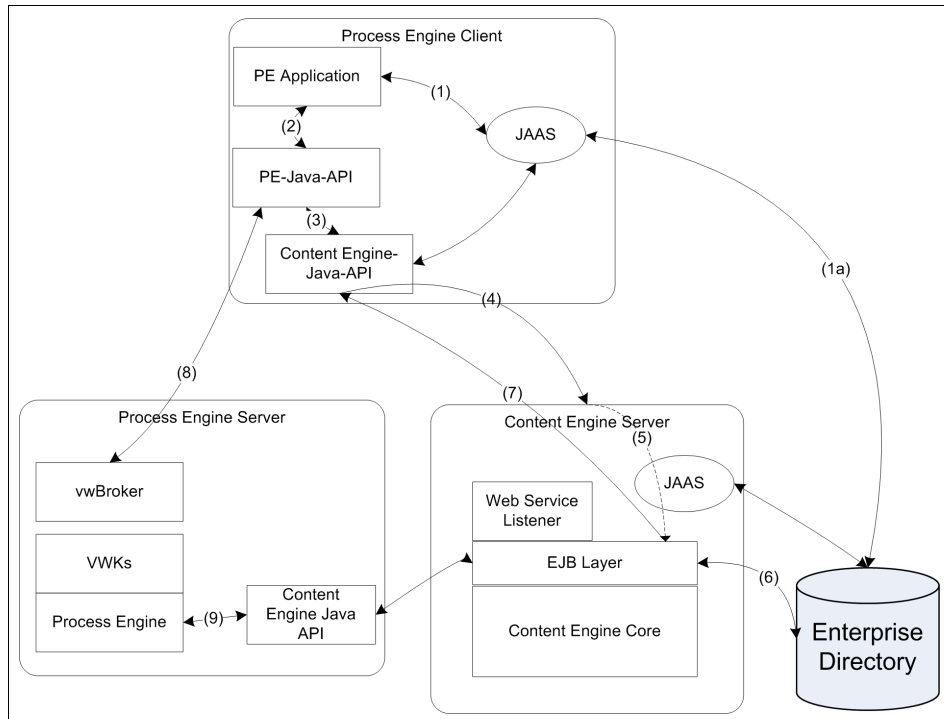 Process Engine Client
PE Application
(1)
(2)
JAAS
PE-Java-API
(3)
Content Engine-
Java-API
(1a)
(4)
(8)
(7)
Process Engine Server
Content Engine Server
(5)
vwBroker
JAAS
Web Service
Listener
VWKs
EJB Layer
(6)
Process Engine
(9)
Content
Engine Java
API
Content Engine Core
Enterprise
Directory